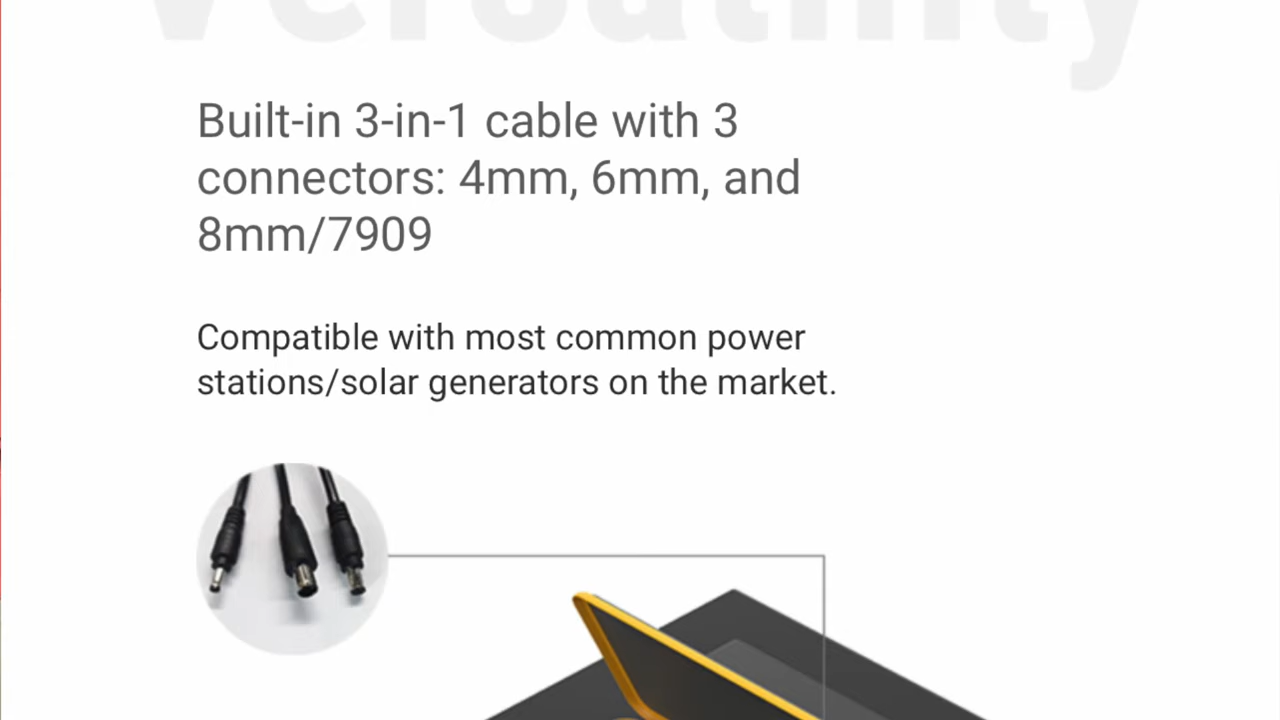 Versatility
Built-in 3-in-1 cable with 3
connectors: 4mm, 6mm, and
8mm/7909
Compatible with most common power
stations/solar generators on the market.